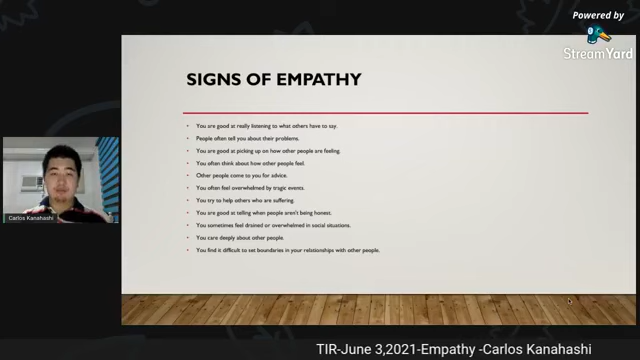 Powered by
StreamYard
SIGNS OF EMPATHY
• You are good at really listening to what others have to say.
• People often tell you about their problems.
• You are good at picking up on how other people are feeling.
• You often think about how other people feel.
• Other people come to you for advice.
• You often feel overwhelmed by tragic events.
• You try to help others who are suffering.
• You are good at telling when people aren't being honest.
• You sometimes feel drained or overwhelmed in social situations.
• You care deeply about other people.
• You find it difficult to set boundaries in your relationships with other people.
Carlos Kanahashi
TIR-June 3,2021-Empathy -Carlos Kanahashi